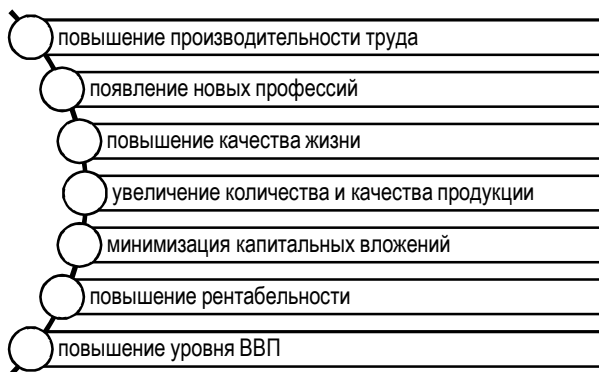 повышение производительности труда
появление новых профессий
повышение качества жизни
увеличение количества и качества продукции
минимизация капитальных вложений
повышение рентабельности
повышение уровня ВВП